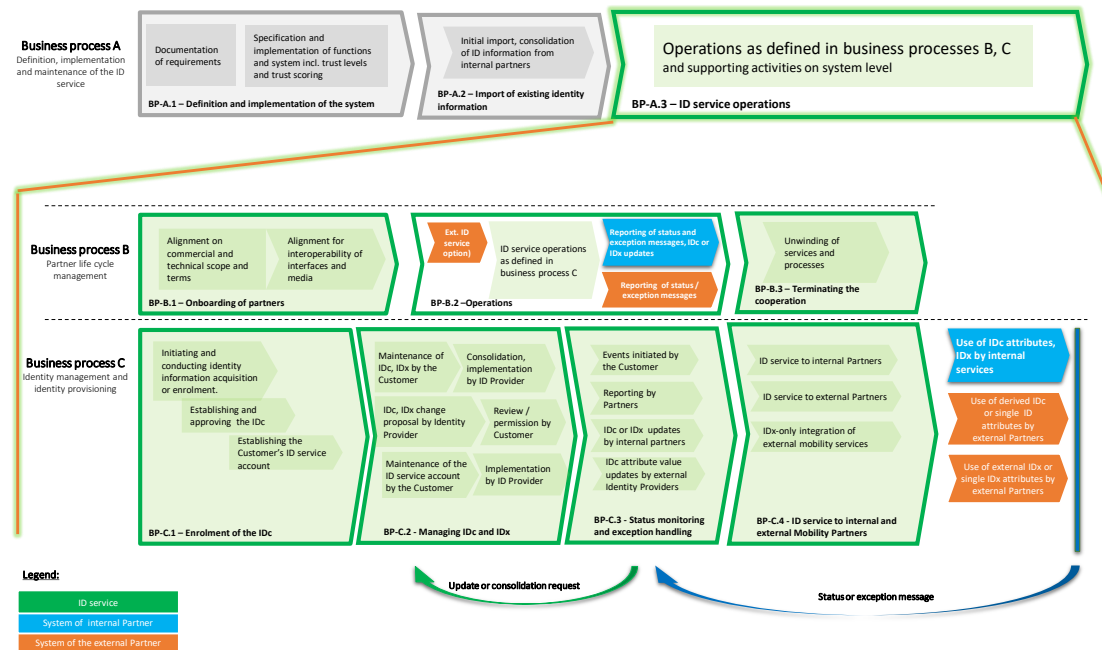 Business process A
Definition, implementation
and maintenance of the ID
service
Documentation
of requirements
Specification and
implementation of functions
and system incl. trust levels
and trust scoring
BP-A.1 – Definition and implementation of the system
Initial import, consolidation
of ID information from
internal partners
BP-A.2 – Import of existing identity
information
Operations as defined in business processes B, C
and supporting activities on system level
BP-A.3 – ID service operations
Business process B
Partner life cycle
management
Alignment on
commercial and
technical scope and
terms
Alignment for
interoperability of
interfaces and
media
BP-B.1 – Onboarding of partners
Ext. ID
service
option)
ID service operations
as defined in
business process C
Reporting of status and
exception messages, IDc or
IDx updates
Reporting of status /
exception messages
BP-B.2 –Operations
Unwinding of
services and
processes
BP-B.3 – Terminating the
cooperation
Business process C
Identity management and
identity provisioning
Initiating and
conducting identity
information acquisition
or enrolment.
Establishing and
approving the IDc
Establishing the
Customer's ID service
account
BP-C.1 – Enrolment of the IDc
Maintenance of
IDc, IDx by the
Customer
Consolidation,
implementation
by ID Provider
IDc, IDx change
proposal by Identity
Provider
Review /
permission by
Customer
Maintenance of the
ID service account
by the Customer
Implementation
by ID Provider
BP-C.2 – Managing IDc and IDx
Events initiated by
the Customer
Reporting by
Partners
IDc or IDx updates
by internal partners
IDc attribute value
updates by external
Identity Providers
BP-C.3 - Status monitoring
and exception handling
ID service to internal Partners
ID service to external Partners
IDx-only integration of
external mobility services
BP-C.4 - ID service to internal and
external Mobility Partners
Use of IDc attributes,
IDx by internal
services
Use of derived IDc
or single ID
attributes by
external Partners
Use of external IDx or
single IDx attributes by
external Partners
Update or consolidation request
Status or exception message
Legend:
ID service
System of internal Partner
System of the external Partner